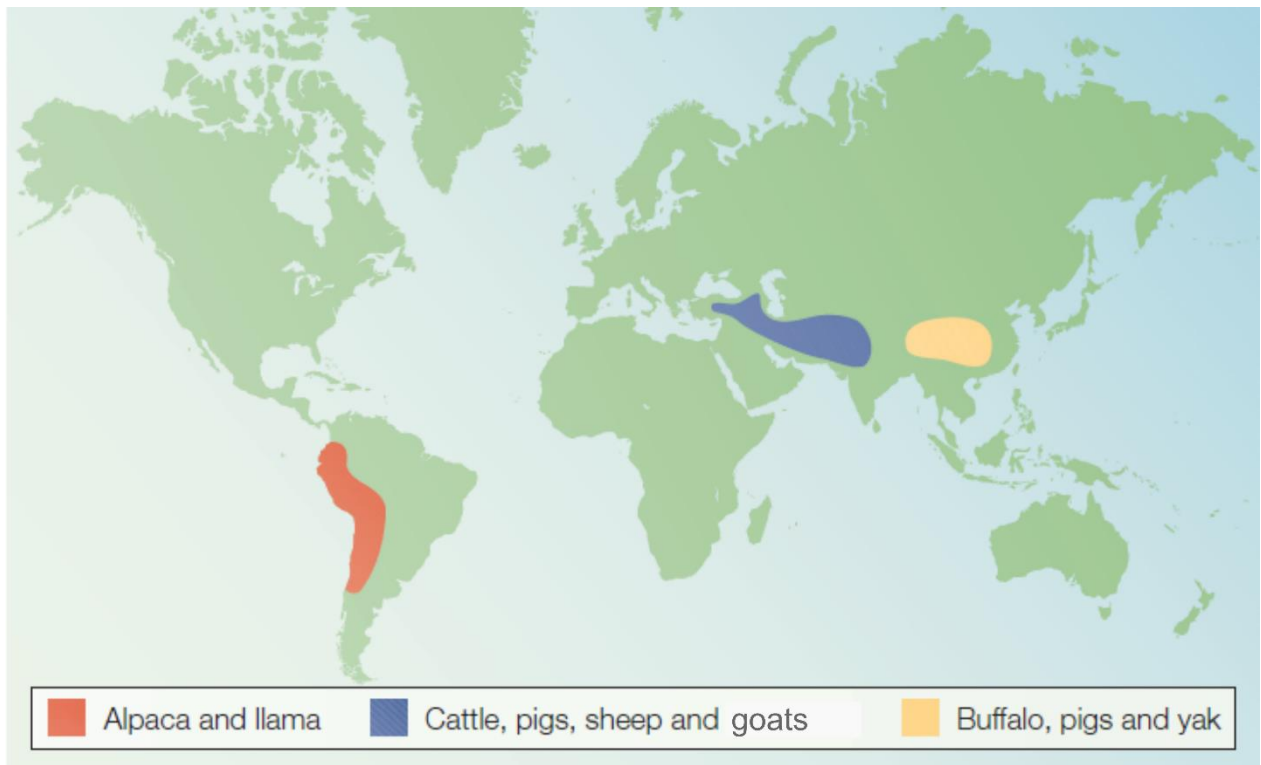 Alpaca and llama
Cattle, pigs, sheep and goats
Buffalo, pigs and yak